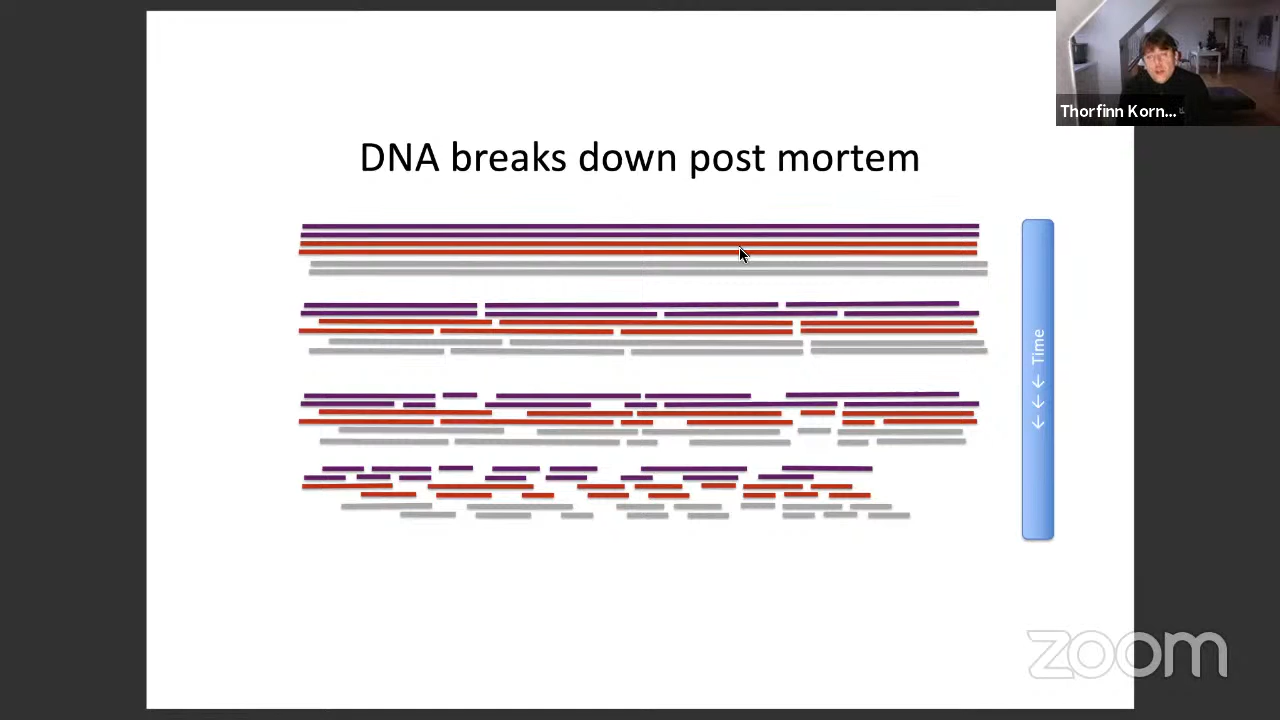 Thorfinn Korn...
DNA breaks down post mortem
← ← ← Time
zoom